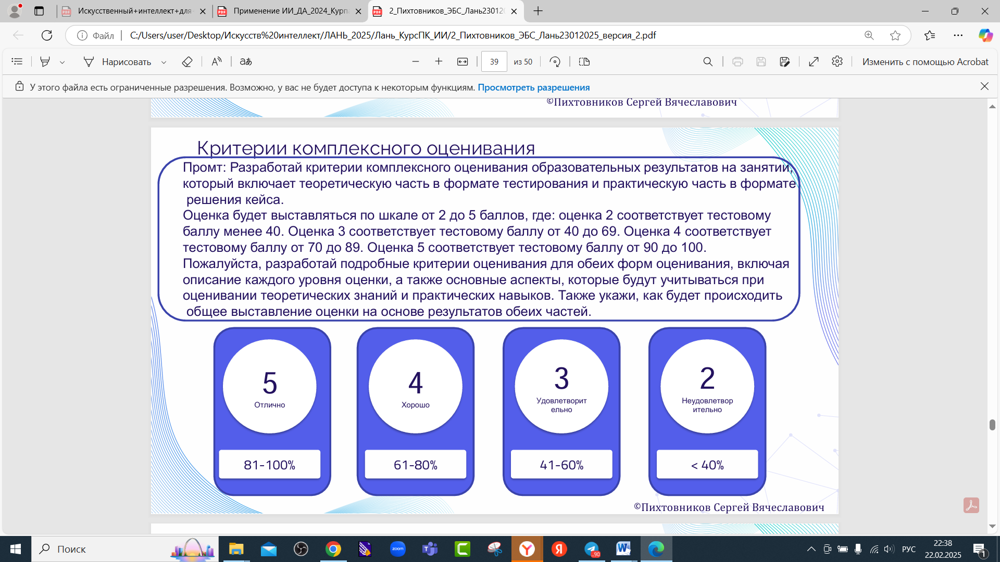 Искусственный+интеллект+для
Применение ИИ_ДА_2024_Курпа
2_Пихтовников_ЭБС_Лань230120
Файл
C:/Users/user/Desktop/Искусств%20интеллект/ЛАНЬ_2025/Лань_КурсПК_ИИ/2_Пихтовников_ЭБС_Лань23012025_версия_2.pdf
Нарисовать
aあ
39 из 50
Изменить с помощью Acrobat
У этого файла есть ограниченные разрешения. Возможно, у вас не будет доступа к некоторым функциям. Просмотреть разрешения
©Пихтовников Сергей Вячеславович
Критерии комплексного оценивания
Промт: Разработай критерии комплексного оценивания образовательных результатов на занятии,
который включает теоретическую часть в формате тестирования и практическую часть в формате
решения кейса.
Оценка будет выставляться по шкале от 2 до 5 баллов, где: оценка 2 соответствует тестовому
баллу менее 40. Оценка 3 соответствует тестовому баллу от 40 до 69. Оценка 4 соответствует
тестовому баллу от 70 до 89. Оценка 5 соответствует тестовому баллу от 90 до 100.
Пожалуйста, разработай подробные критерии оценивания для обеих форм оценивания, включая
описание каждого уровня оценки, а также основные аспекты, которые будут учитываться при
оценивании теоретических знаний и практических навыков. Также укажи, как будет происходить
общее выставление оценки на основе результатов обеих частей.
5
Отлично
81-100%
4
Хорошо
61-80%
3
Удовлетворит
ельно
41-60%
2
Неудовлетвор
ительно
< 40%
©Пихтовников Сергей Вячеславович
Поиск
zoom
..90
РУС
22:38
22.02.2025
1